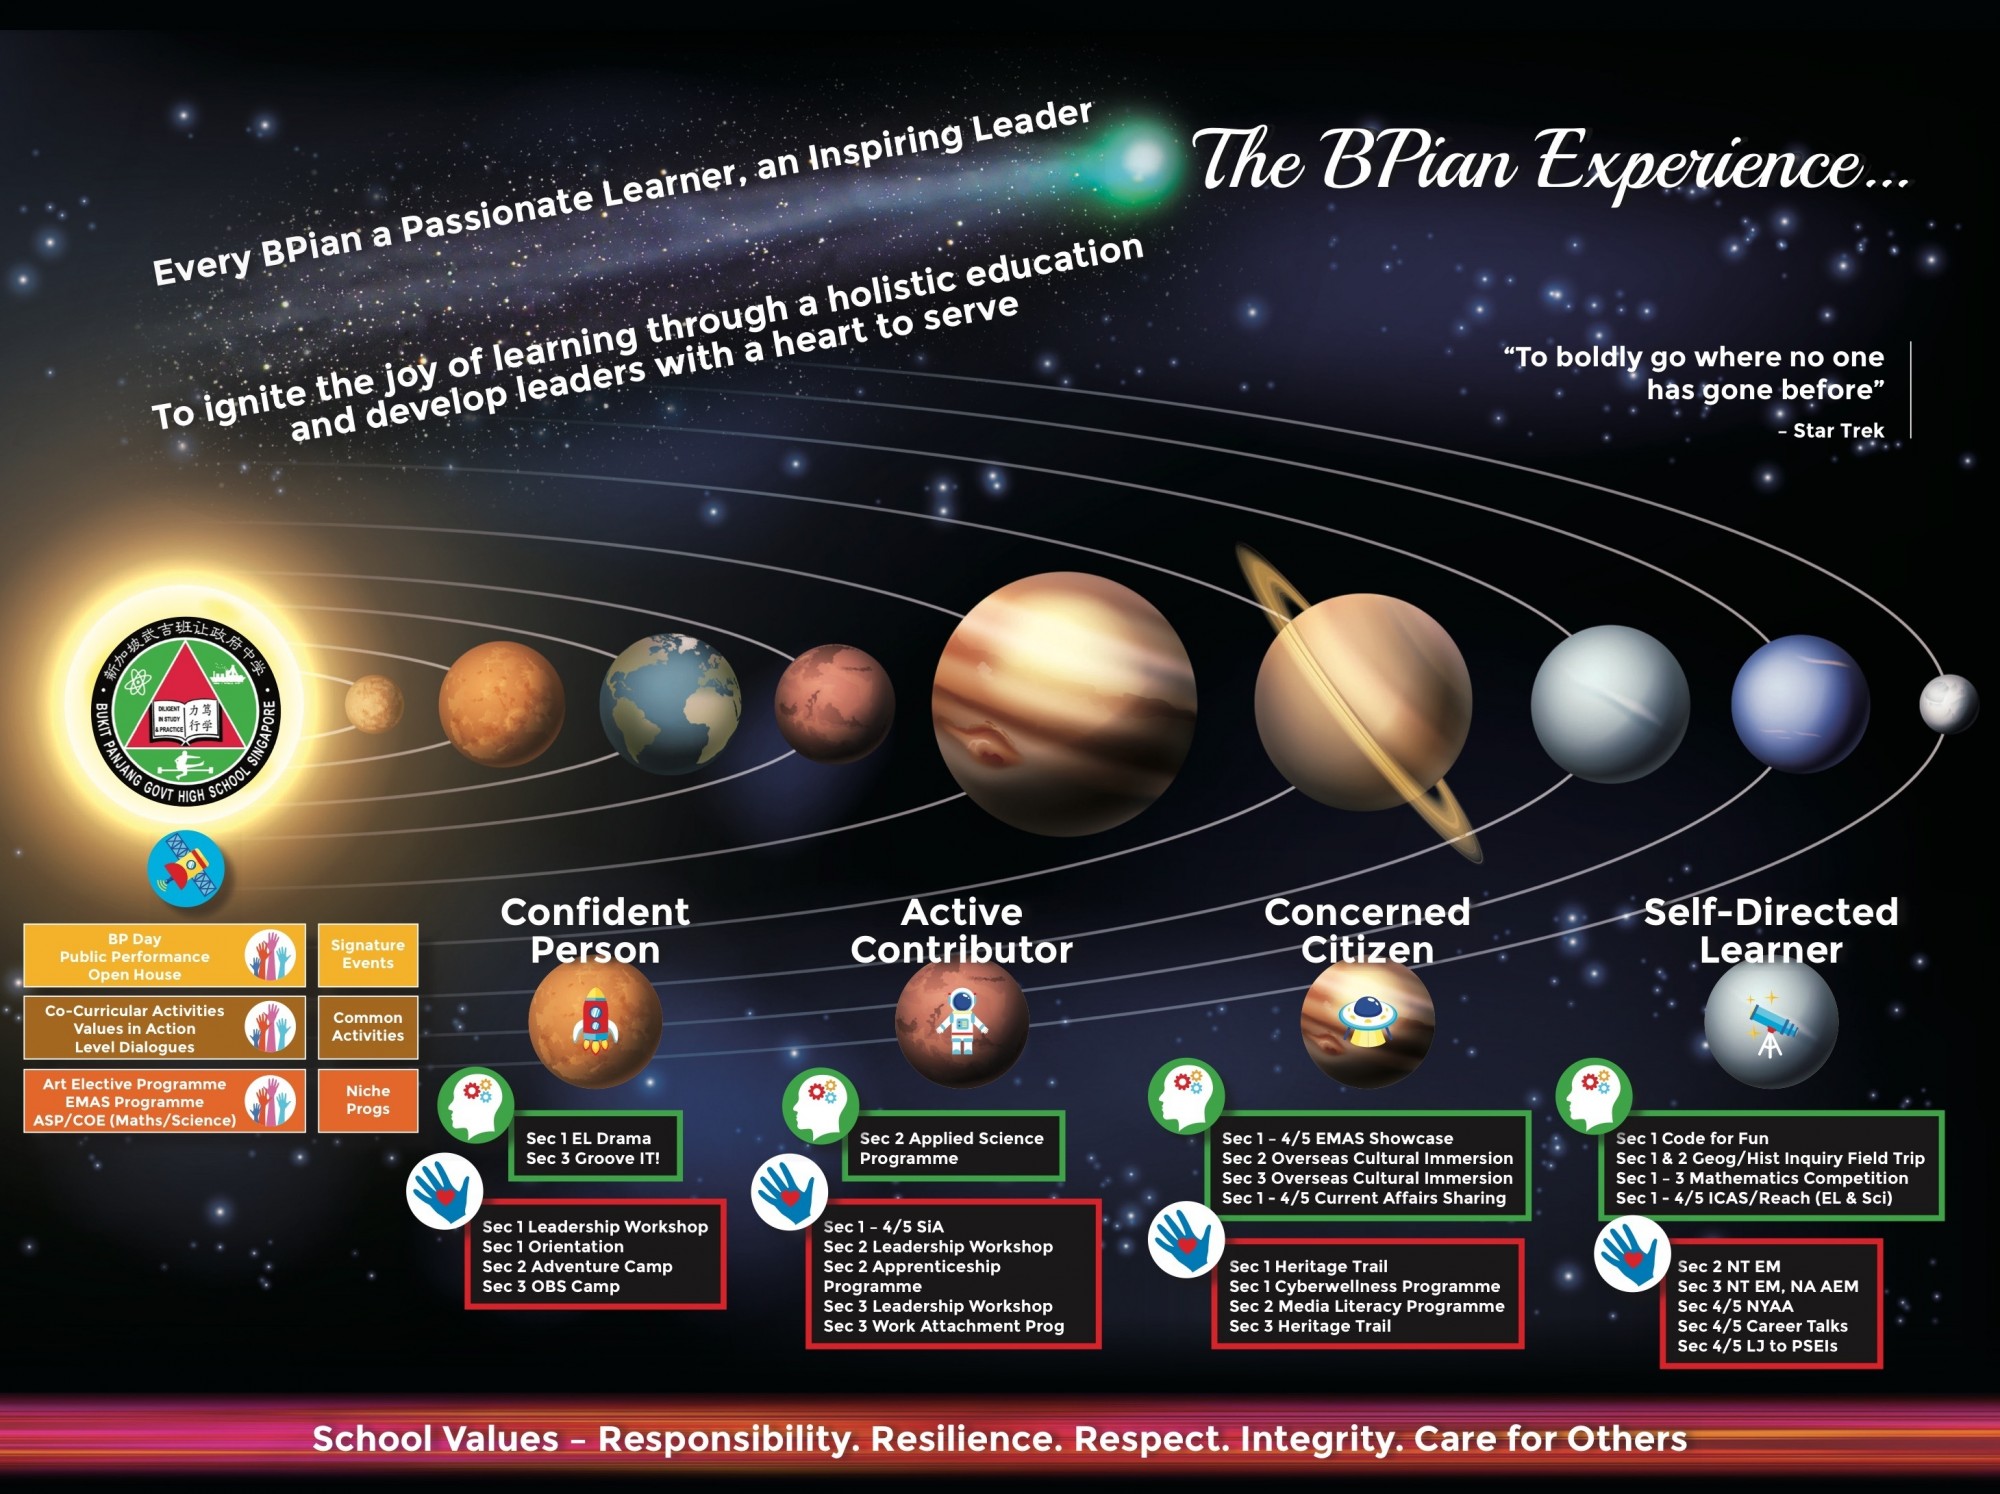 The BPian Experience...
Every BPian a Passionate Learner, an Inspiring Leader
To ignite the joy of learning through a holistic education
and develop leaders with a heart to serve
“To boldly go where no one
has gone before”
– Star Trek
新加坡武吉班让政府中学
BUKIT PANJANG GOVT HIGH SCHOOL SINGAPORE
DILIGENT
IN STUDY
& PRACTICE
力 篤
行 学
BP Day
Public Performance
Open House
Signature
Events
Co-Curricular Activities
Values in Action
Level Dialogues
Common
Activities
Art Elective Programme
EMAS Programme
ASP/COE (Maths/Science)
Niche
Progs
Confident
Person
Sec 1 EL Drama
Sec 3 Groove IT!
Sec 1 Leadership Workshop
Sec 1 Orientation
Sec 2 Adventure Camp
Sec 3 OBS Camp
Active
Contributor
Sec 2 Applied Science
Programme
Sec 1 – 4/5 SiA
Sec 2 Leadership Workshop
Sec 2 Apprenticeship
Programme
Sec 3 Leadership Workshop
Sec 3 Work Attachment Prog
Concerned
Citizen
Sec 1 – 4/5 EMAS Showcase
Sec 2 Overseas Cultural Immersion
Sec 3 Overseas Cultural Immersion
Sec 1 - 4/5 Current Affairs Sharing
Sec 1 Heritage Trail
Sec 1 Cyberwellness Programme
Sec 2 Media Literacy Programme
Sec 3 Heritage Trail
Self-Directed
Learner
Sec 1 Code for Fun
Sec 1 & 2 Geog/Hist Inquiry Field Trip
Sec 1 – 3 Mathematics Competition
Sec 1 - 4/5 ICAS/Reach (EL & Sci)
Sec 2 NT EM
Sec 3 NT EM, NA AEM
Sec 4/5 NYAA
Sec 4/5 Career Talks
Sec 4/5 LJ to PSEIs
School Values – Responsibility. Resilience. Respect. Integrity. Care for Others